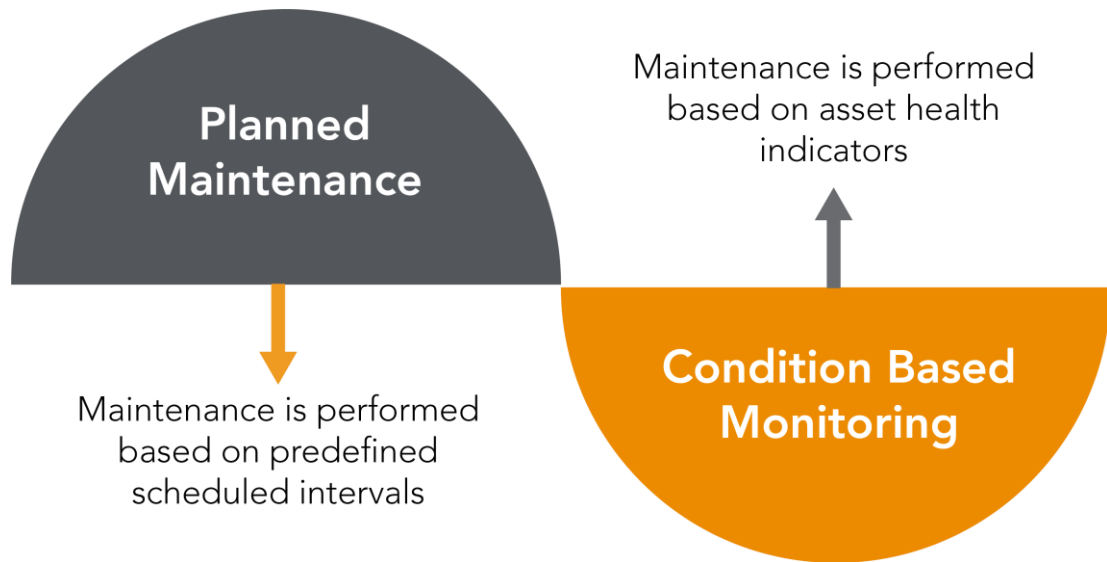 Planned
Maintenance
Maintenance is performed
based on predefined
scheduled intervals
Maintenance is performed
based on asset health
indicators
Condition Based
Monitoring